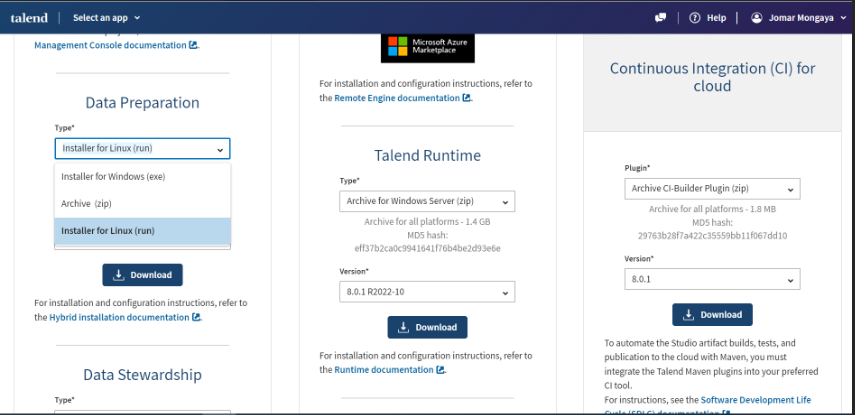 talend
Select an app
Help
Jomar Mongaya
Management Console documentation
Data Preparation
Type*
Installer for Linux (run)
Installer for Windows (exe)
Archive (zip)
Installer for Linux (run)
Download
For installation and configuration instructions, refer to
the Hybrid installation documentation.
Data Stewardship
Type*
Microsoft Azure
Marketplace
For installation and configuration instructions, refer to
the Remote Engine documentation.
Talend Runtime
Type*
Archive for Windows Server (zip)
Archive for all platforms - 1.4 GB
MD5 hash:
eff37b2ca0c9941641f76b4be2d93e6e
Version*
8.0.1 R2022-10
Download
For installation and configuration instructions, refer to
the Runtime documentation.
Continuous Integration (CI) for
cloud
Plugin*
Archive CI-Builder Plugin (zip)
Archive for all platforms - 1.8 MB
MD5 hash:
29763b28f7a422c35559bb11f067dd10
Version*
8.0.1
Download
To automate the Studio artifact builds, tests, and
publication to the cloud with Maven, you must
integrate the Talend Maven plugins into your preferred
CI tool.
For instructions, see the Software Development Life
Cycle (SDLC) documentation